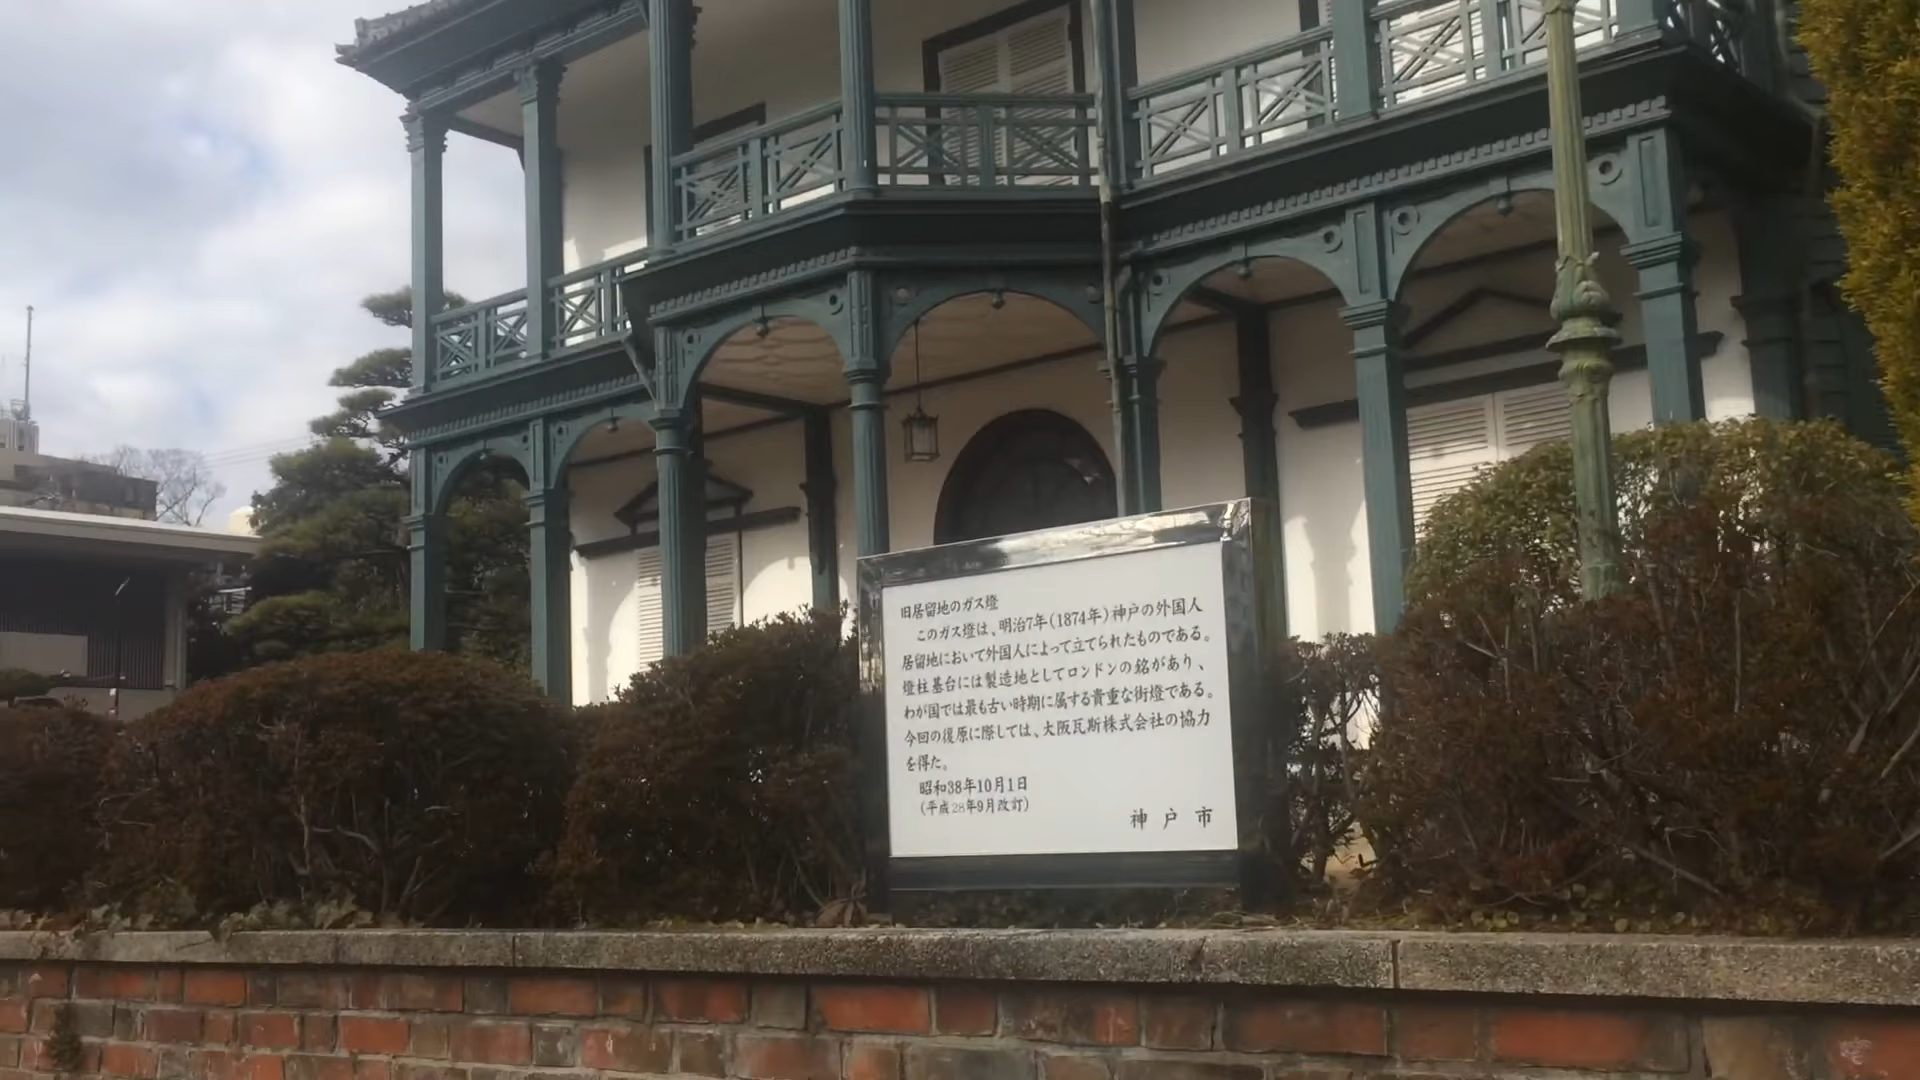 旧居留地のガス燈
このガス燈は、明治7年(1874年)神戸の外国人
居留地において外国人によって立てられたものである。
燈柱基台には製造地としてロンドンの銘があり、
わが国では最も古い時期に属する貴重な街燈である。
今回の復原に際しては、大阪瓦斯株式会社の協力
を得た。
昭和38年10月1日
(平成28年9月改訂)
神戸市